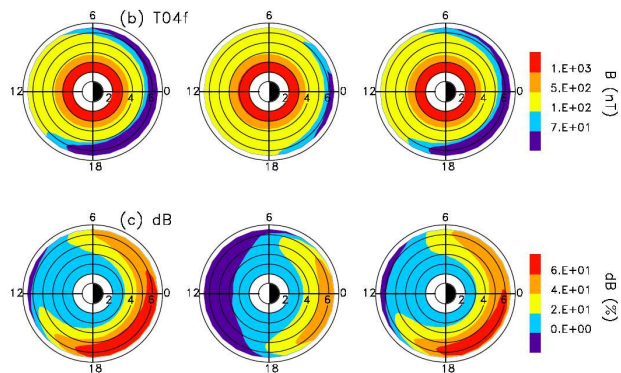 (b) T04f
6 6 6
12 2 4 6 0 12 2 4 6 0 12 2 4 6 0
18 18 18
1.E+03
5.E+02
1.E+02
7.E+01
B (nT)
(c) dB
6 6 6
12 2 4 6 0 12 2 4 6 0 12 2 4 6 0
18 18 18
6.E+01
4.E+01
2.E+01
0.E+00
dB (%)